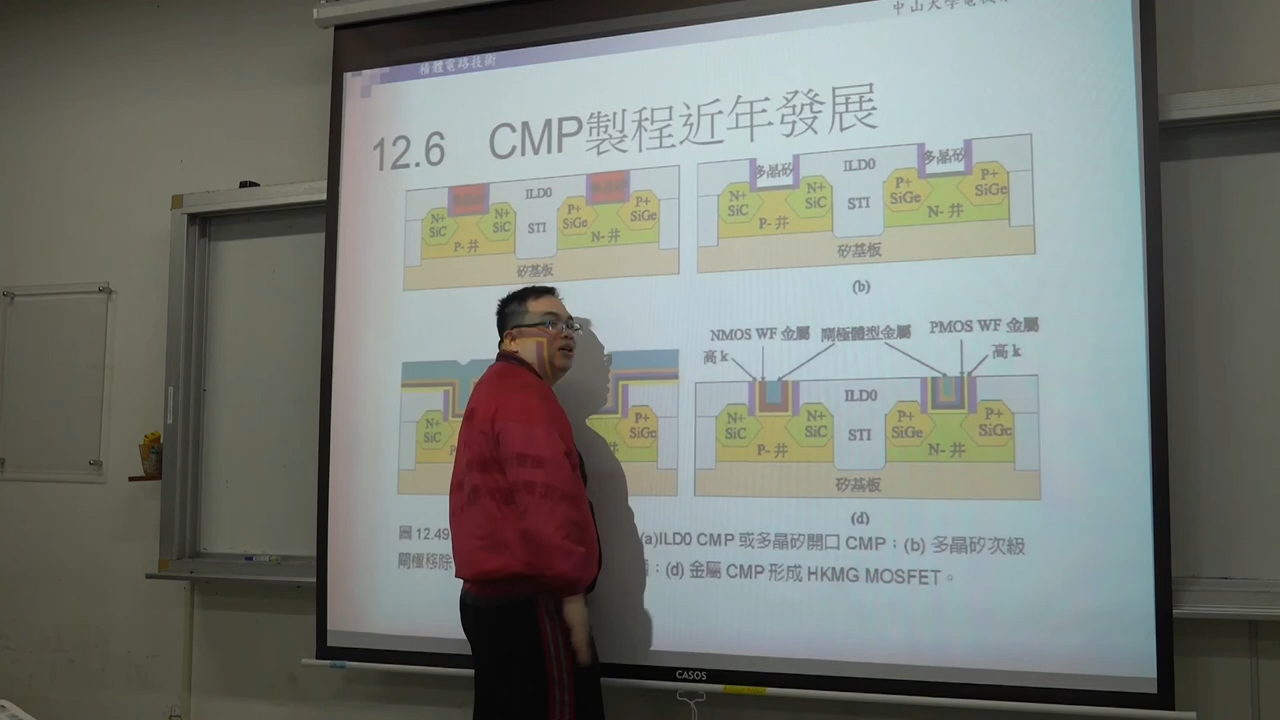 積體電路技術
中山大學電機
12.6 CMP製程近年發展
ILD0
N+
SiC
N+
SiC
STI
P+
SiGe
P+
SiGe
P- 井
N- 井
矽基板
多晶矽
ILD0
多晶矽
N+
SiC
N+
SiC
STI
P+
SiGe
P+
SiGe
P- 井
N- 井
矽基板
(b)
N+
SiC
P+
SiGe
井
NMOS WF 金屬
閘極體型金屬
PMOS WF 金屬
高 k
高 k
ILD0
N+
SiC
N+
SiC
STI
P+
SiGe
P+
SiGe
P- 井
N- 井
矽基板
(d)
圖 12.49 (a)ILD0 CMP 或多晶矽開口 CMP；(b) 多晶矽次級
閘極移除 ；(d) 金屬 CMP 形成 HKMG MOSFET。
CASOS